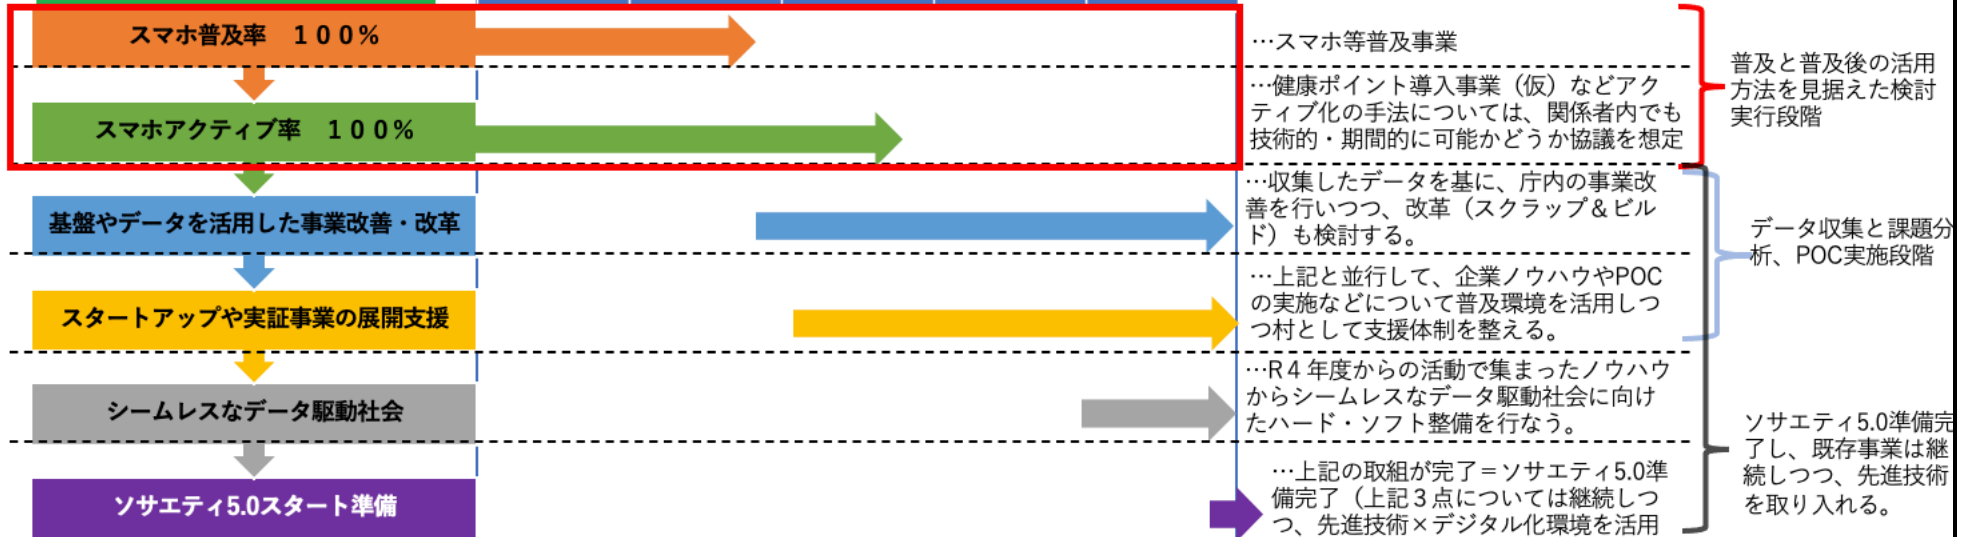 スマホ普及率　１００％
…スマホ等普及事業
スマホアクティブ率　１００％
…健康ポイント導入事業（仮）などアク
ティブ化の手法については、関係者内でも
技術的・期間的に可能かどうか協議を想定
普及と普及後の活用
方法を見据えた検討
実行段階
基盤やデータを活用した事業改善・改革
…収集したデータを基に、庁内の事業改
善を行いつつ、改革（スクラップ＆ビル
ド）も検討する。
スタートアップや実証事業の展開支援
…上記と並行して、企業ノウハウやPOC
の実施などについて普及環境を活用しつ
つ村として支援体制を整える。
データ収集と課題分
析、POC実施段階
シームレスなデータ駆動社会
…R４年度からの活動で集まったノウハウ
からシームレスなデータ駆動社会に向け
たハード・ソフト整備を行なう。
ソサエティ5.0スタート準備
…上記の取組が完了＝ソサエティ5.0準
備完了（上記３点については継続しつ
つ、先進技術×デジタル化環境を活用
ソサエティ5.0準備完
了し、既存事業は継
続しつつ、先進技術
を取り入れる。